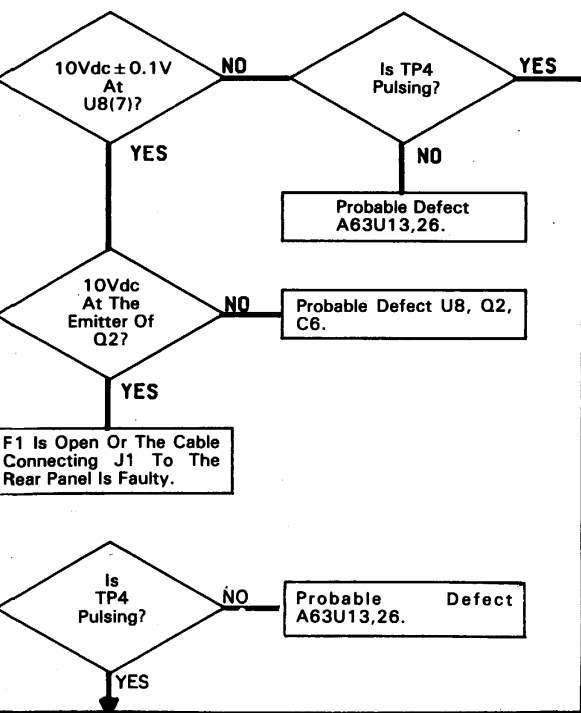 10Vdc±0.1V
At
U8(7)?
NO
Is TP4
Pulsing?
YES
YES
NO
Probable Defect
A63U13,26.
10Vdc
At The
Emitter Of
Q2?
NO
Probable Defect U8, Q2,
C6.
YES
F1 Is Open Or The Cable
Connecting J1 To The
Rear Panel Is Faulty.
Is
TP4
Pulsing?
NO
Probable Defect
A63U13,26.
YES